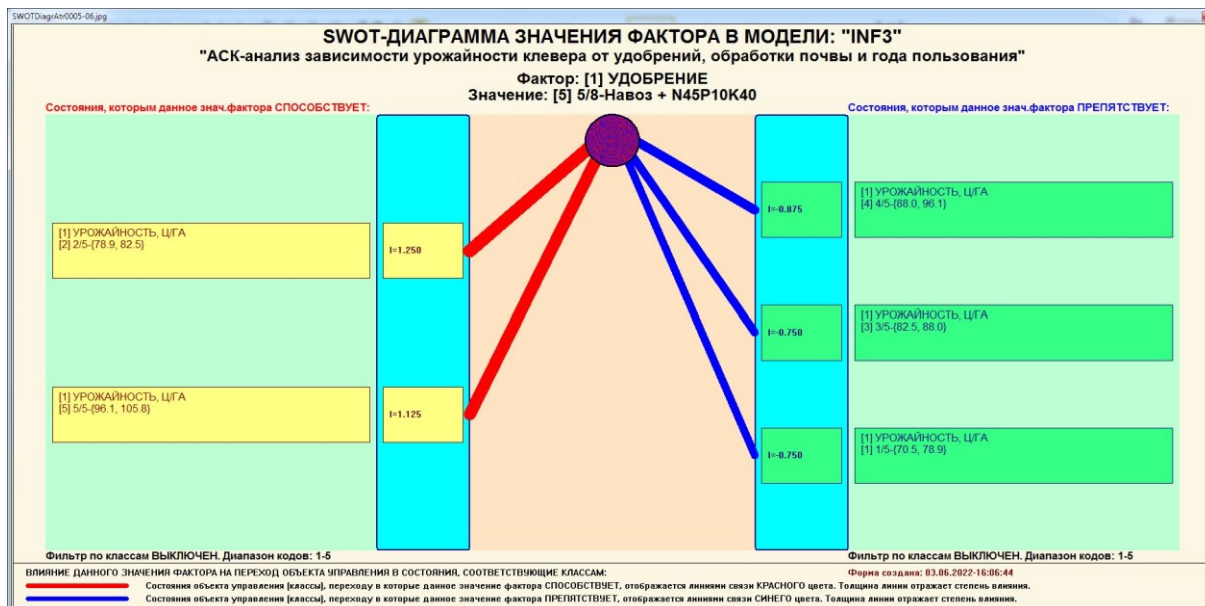 SWOTDiagrAtr0005-06.jpg
SWOT-ДИАГРАММА ЗНАЧЕНИЯ ФАКТОРА В МОДЕЛИ: "INF3"
"АСК-анализ зависимости урожайности клевера от удобрений, обработки почвы и года пользования"
Фактор: [1] УДОБРЕНИЕ
Значение: [5] 5/8-Навоз + N45P10K40
Состояния, которым данное знач.фактора СПОСОБСТВУЕТ:
[1] УРОЖАЙНОСТЬ, Ц/ГА
[2] 2/5-{78.9, 82.5}
I=1.250
[1] УРОЖАЙНОСТЬ, Ц/ГА
[5] 5/5-{96.1, 105.8}
I=1.125
Фильтр по классам ВЫКЛЮЧЕН. Диапазон кодов: 1-5
Состояния, которым данное знач.фактора ПРЕПЯТСТВУЕТ:
I=-0.875
[1] УРОЖАЙНОСТЬ, Ц/ГА
[4] 4/5-{88.0, 96.1}
I=-0.750
[1] УРОЖАЙНОСТЬ, Ц/ГА
[3] 3/5-{82.5, 88.0}
I=-0.750
[1] УРОЖАЙНОСТЬ, Ц/ГА
[1] 1/5-{70.5, 78.9}
Фильтр по классам ВЫКЛЮЧЕН. Диапазон кодов: 1-5
ВЛИЯНИЕ ДАННОГО ЗНАЧЕНИЯ ФАКТОРА НА ПЕРЕХОД ОБЪЕКТА УПРАВЛЕНИЯ В СОСТОЯНИЯ, СООТВЕТСТВУЮЩИЕ КЛАССАМ:
Форма создана: 03.06.2022-16:06:44
Состояния объекта управления [классы], переходу в которые данное значение фактора СПОСОБСТВУЕТ, отображается линиями связи КРАСНОГО цвета. Толщина линии отражает степень влияния.
Состояния объекта управления [классы], переходу в которые данное значение фактора ПРЕПЯТСТВУЕТ, отображается линиями связи СИНЕГО цвета. Толщина линии отражает степень влияния.